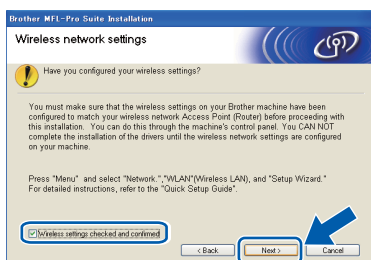 Brother MFL-Pro Suite Installation
Wireless network settings
Have you configured your wireless settings?
You must make sure that the wireless settings on your Brother machine have been
configured to match your wireless network Access Point (Router) before proceeding with
this installation. You can do this through the machine's control panel. You CAN NOT
complete the installation of the drivers until the wireless network settings are configured
on your machine.
Press "Menu" and select "Network.","WLAN"(Wireless LAN), and "Setup Wizard."
For detailed instructions, refer to the "Quick Setup Guide".
Wireless settings checked and confirmed
< Back
Next >
Cancel